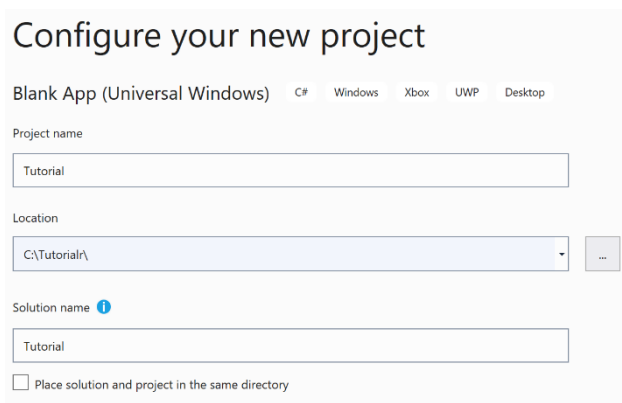 Configure your new project
Blank App (Universal Windows) C# Windows Xbox UWP Desktop
Project name
Tutorial
Location
C:\Tutorialr\
...
Solution name
Tutorial
Place solution and project in the same directory